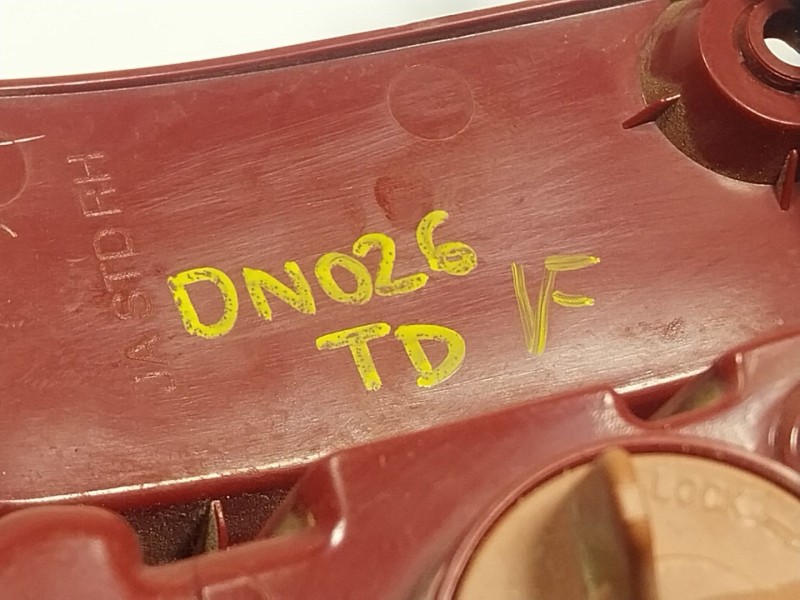 JA STD RH
DN026
TD
VF
LOCK